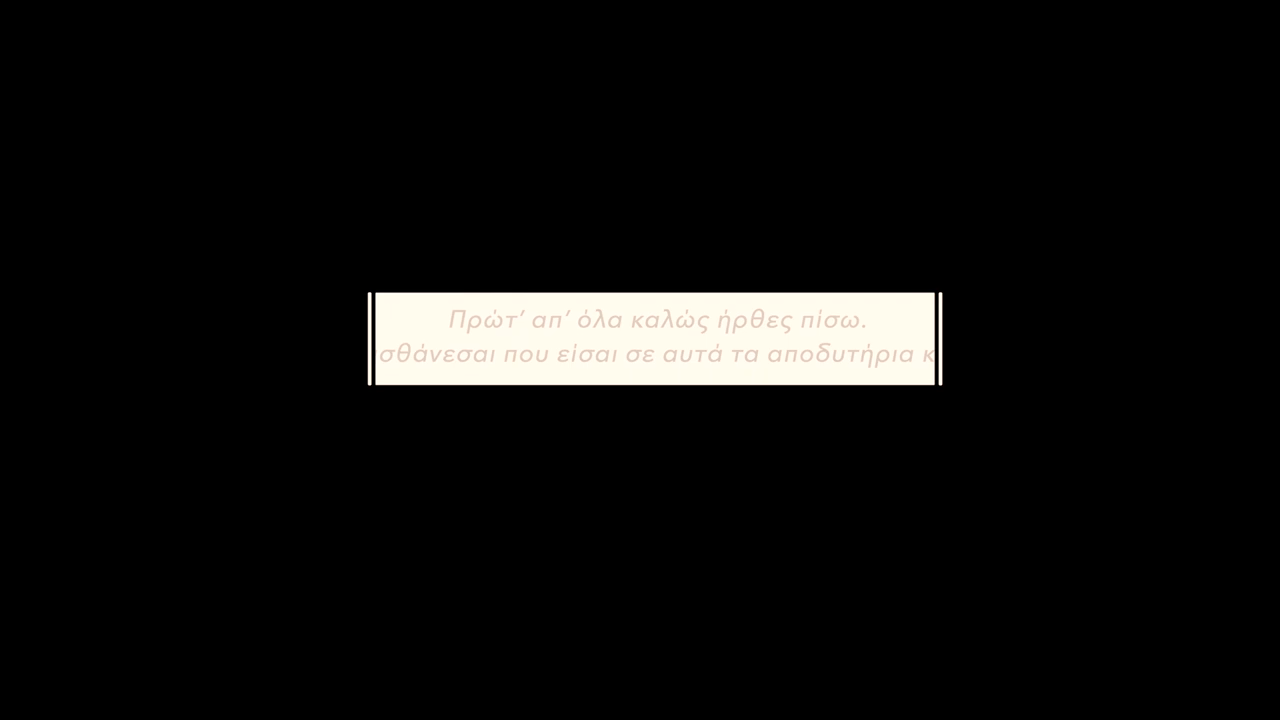 Πρώτ’ απ’ όλα καλώς ήρθες πίσω.
σθάνεσαι που είσαι σε αυτά τα αποδυτήρια κ